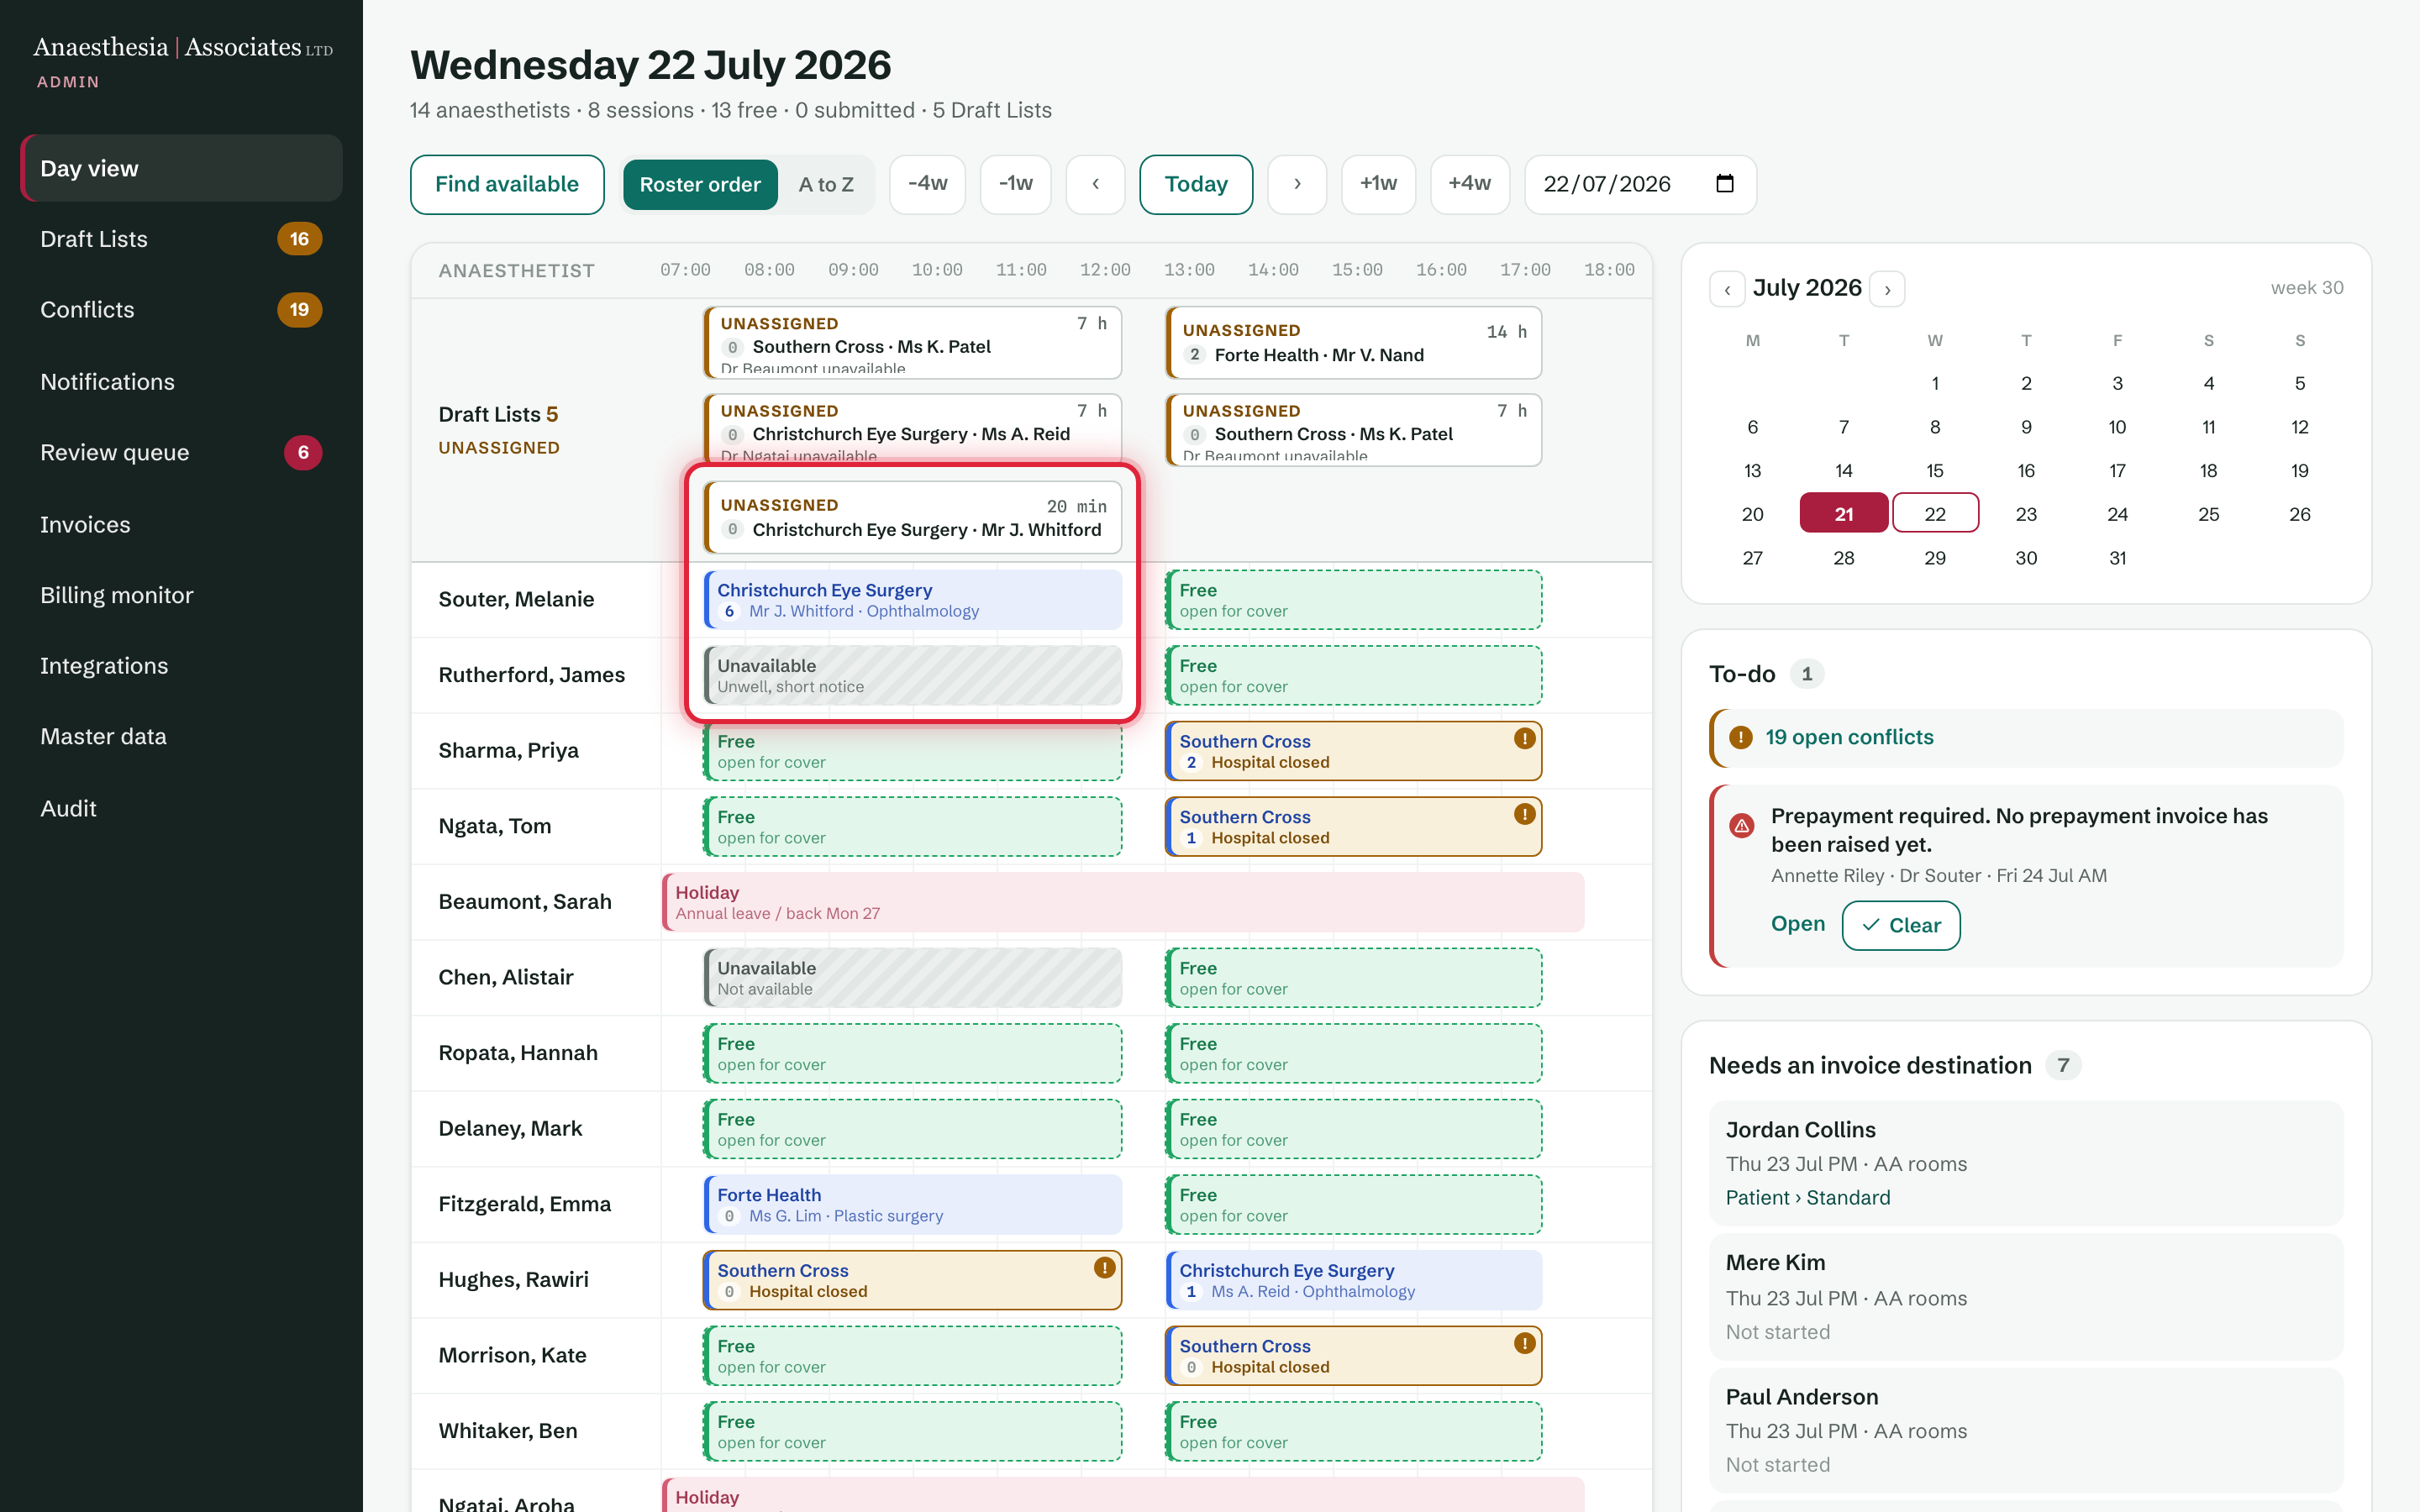 Anaesthesia | Associates LTD
ADMIN
Day view
Draft Lists 16
Conflicts 19
Notifications
Review queue 6
Invoices
Billing monitor
Integrations
Master data
Audit
Wednesday 22 July 2026
14 anaesthetists · 8 sessions · 13 free · 0 submitted · 5 Draft Lists
Find available Roster order A to Z -4w -1w ‹ Today › +1w +4w 22/07/2026
ANAESTHETIST 07:00 08:00 09:00 10:00 11:00 12:00 13:00 14:00 15:00 16:00 17:00 18:00
Draft Lists 5
UNASSIGNED
UNASSIGNED 7 h
0 Southern Cross · Ms K. Patel
Dr Beaumont unavailable
UNASSIGNED 14 h
2 Forte Health · Mr V. Nand
UNASSIGNED 7 h
0 Christchurch Eye Surgery · Ms A. Reid
Dr Ngatai unavailable
UNASSIGNED 7 h
0 Southern Cross · Ms K. Patel
Dr Beaumont unavailable
UNASSIGNED 20 min
0 Christchurch Eye Surgery · Mr J. Whitford
Souter, Melanie
Christchurch Eye Surgery
6 Mr J. Whitford · Ophthalmology
Free
open for cover
Rutherford, James
Unavailable
Unwell, short notice
Free
open for cover
Sharma, Priya
Free
open for cover
Southern Cross !
2 Hospital closed
Ngata, Tom
Free
open for cover
Southern Cross !
1 Hospital closed
Beaumont, Sarah
Holiday
Annual leave / back Mon 27
Chen, Alistair
Unavailable
Not available
Free
open for cover
Ropata, Hannah
Free
open for cover
Free
open for cover
Delaney, Mark
Free
open for cover
Free
open for cover
Fitzgerald, Emma
Forte Health
0 Ms G. Lim · Plastic surgery
Free
open for cover
Hughes, Rawiri
Southern Cross !
0 Hospital closed
Christchurch Eye Surgery
1 Ms A. Reid · Ophthalmology
Morrison, Kate
Free
open for cover
Southern Cross !
0 Hospital closed
Whitaker, Ben
Free
open for cover
Free
open for cover
Ngatai, Aroha
Holiday
‹ July 2026 › week 30
M T W T F S S
1 2 3 4 5
6 7 8 9 10 11 12
13 14 15 16 17 18 19
20 21 22 23 24 25 26
27 28 29 30 31
To-do 1
! 19 open conflicts
Prepayment required. No prepayment invoice has
been raised yet.
Annette Riley · Dr Souter · Fri 24 Jul AM
Open ✓ Clear
Needs an invoice destination 7
Jordan Collins
Thu 23 Jul PM · AA rooms
Patient › Standard
Mere Kim
Thu 23 Jul PM · AA rooms
Not started
Paul Anderson
Thu 23 Jul PM · AA rooms
Not started